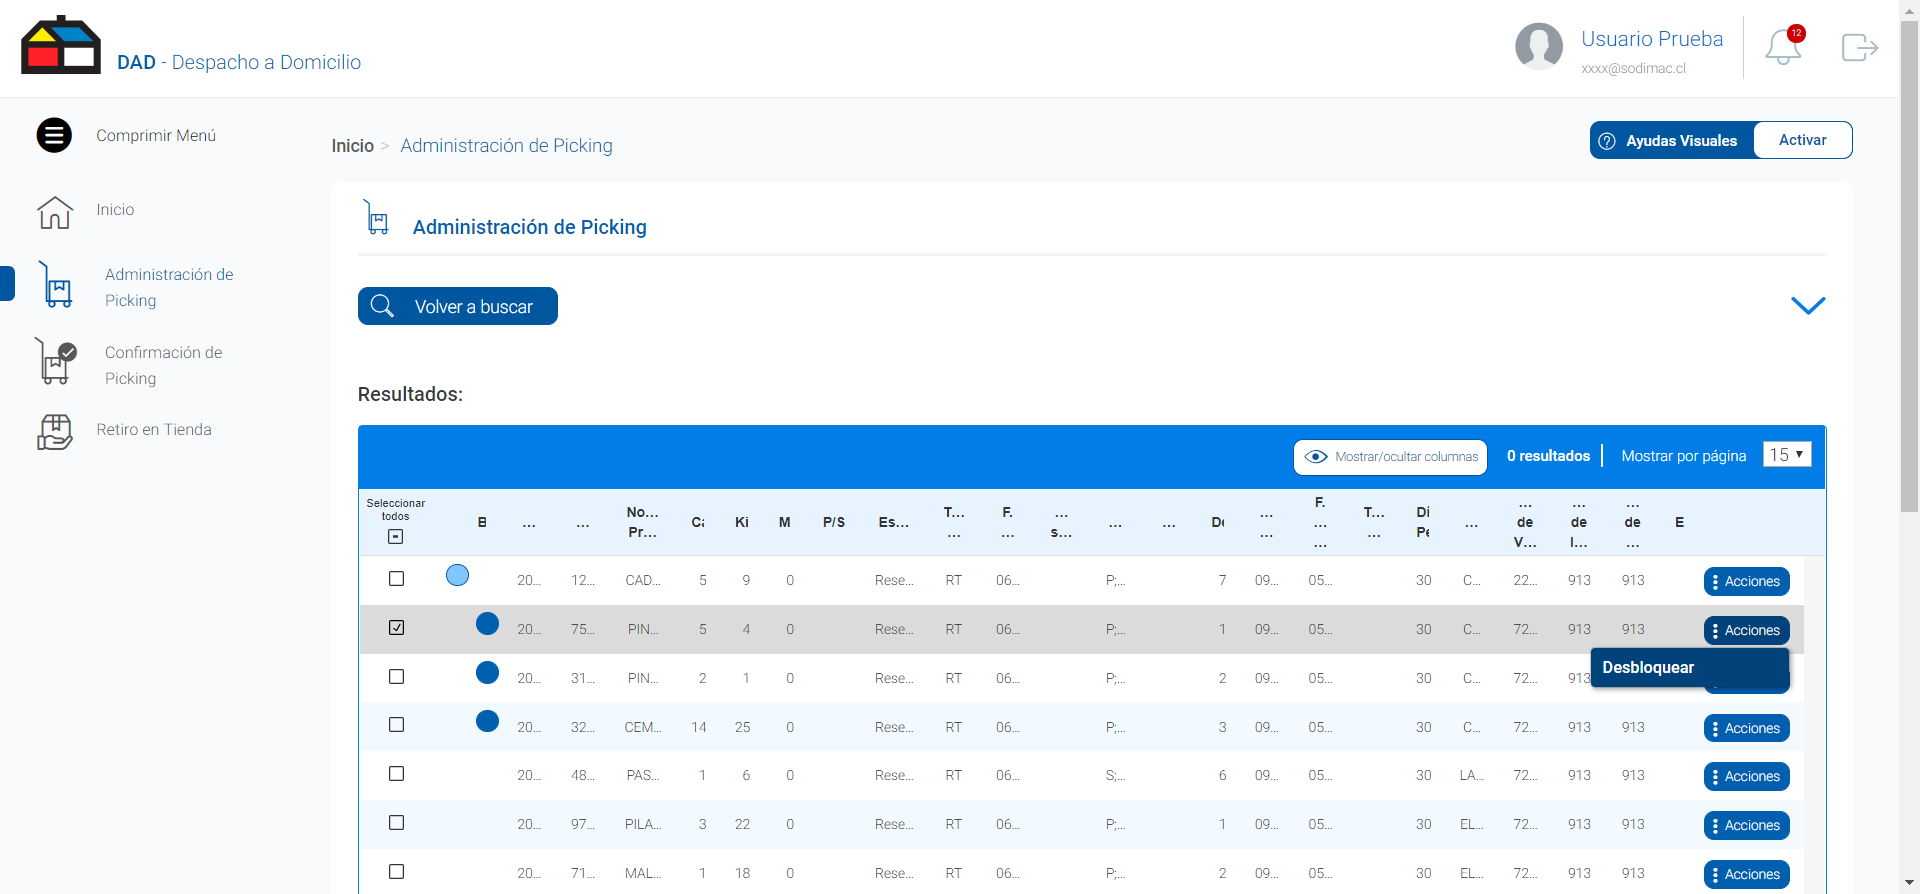 DAD - Despacho a Domicilio
Usuario Prueba
xxxx@sodimac.cl
12
Comprimir Menú
Inicio
Administración de
Picking
Confirmación de
Picking
Retiro en Tienda
Inicio > Administración de Picking
Ayudas Visuales Activar
Administración de Picking
Volver a buscar
Resultados:
Mostrar/ocultar columnas 0 resultados Mostrar por página 15
Seleccionar
todos
B ... ... No... Pr... Ca Ki M P/S Es... T... ... F. ... ... s... ... ... De ... ... F. ... ... T... ... Di Pe ... ... de V... ... de I... ... de ... E
20... 12... CAD... 5 9 0 Rese... RT 06... P;... 7 09... 05... 30 C... 22... 913 913 Acciones
20... 75... PIN... 5 4 0 Rese... RT 06... P;... 1 09... 05... 30 C... 72... 913 913 Acciones
Desbloquear
20... 31... PIN... 2 1 0 Rese... RT 06... P;... 2 09... 05... 30 C... 72... 913 913
20... 32... CEM... 14 25 0 Rese... RT 06... P;... 3 09... 05... 30 C... 72... 913 913 Acciones
20... 48... PAS... 1 6 0 Rese... RT 06... S;... 6 09... 05... 30 LA... 72... 913 913 Acciones
20... 97... PILA... 3 22 0 Rese... RT 06... P;... 1 09... 05... 30 EL... 72... 913 913 Acciones
20... 71... MAL... 1 18 0 Rese... RT 06... P;... 2 09... 05... 30 EL... 72... 913 913 Acciones